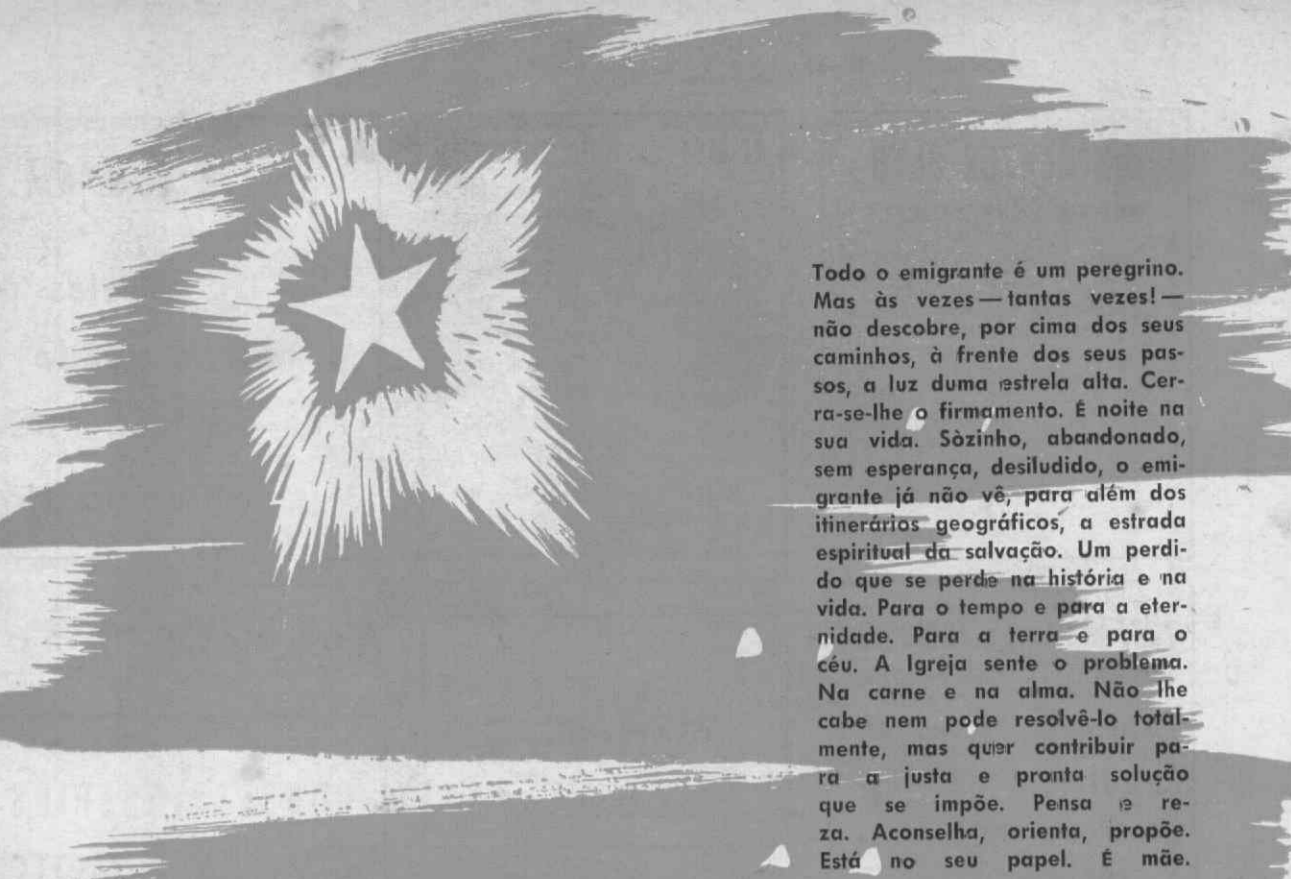 Todo o emigrante é um peregrino.
Mas às vezes — tantas vezes! —
não descobre, por cima dos seus
caminhos, à frente dos seus pas-
sos, a luz duma estrela alta. Cer-
ra-se-lhe o firmamento. É noite na
sua vida. Sòzinho, abandonado,
sem esperança, desiludido, o emi-
grante já não vê, para além dos
itinerários geográficos, a estrada
espiritual da salvação. Um perdi-
do que se perde na história e na
vida. Para o tempo e para a eter-
nidade. Para a terra e para o
céu. A Igreja sente o problema.
Na carne e na alma. Não lhe
cabe nem pode resolvê-lo total-
mente, mas quer contribuir pa-
ra a justa e pronta solução
que se impõe. Pensa e re-
za. Aconselha, orienta, propõe.
Está no seu papel. É mãe.